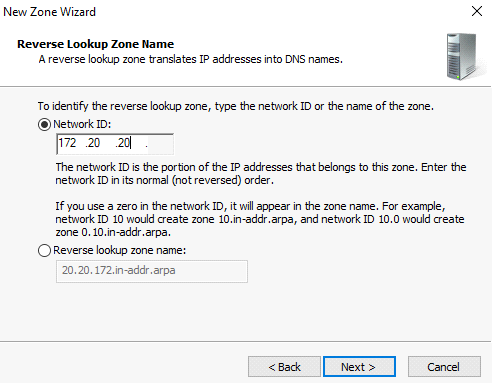 New Zone Wizard
Reverse Lookup Zone Name
A reverse lookup zone translates IP addresses into DNS names.
To identify the reverse lookup zone, type the network ID or the name of the zone.
Network ID:
172 .20 .20 .
The network ID is the portion of the IP addresses that belongs to this zone. Enter the
network ID in its normal (not reversed) order.
If you use a zero in the network ID, it will appear in the zone name. For example,
network ID 10 would create zone 10.in-addr.arpa, and network ID 10.0 would create
zone 0.10.in-addr.arpa.
Reverse lookup zone name:
20.20.172.in-addr.arpa
< Back
Next >
Cancel